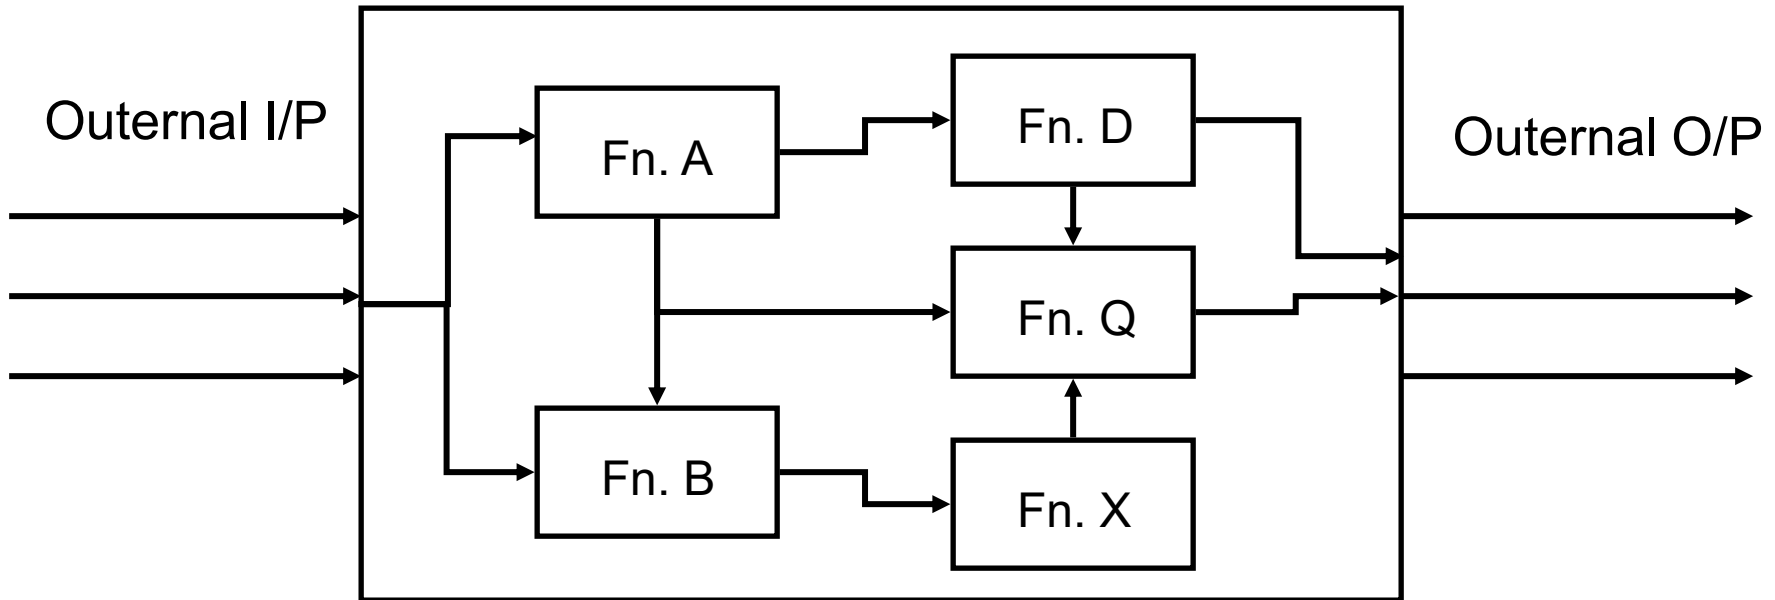 Outernal I/P
Fn. A
Fn. D
Outernal O/P
Fn. Q
Fn. B
Fn. X